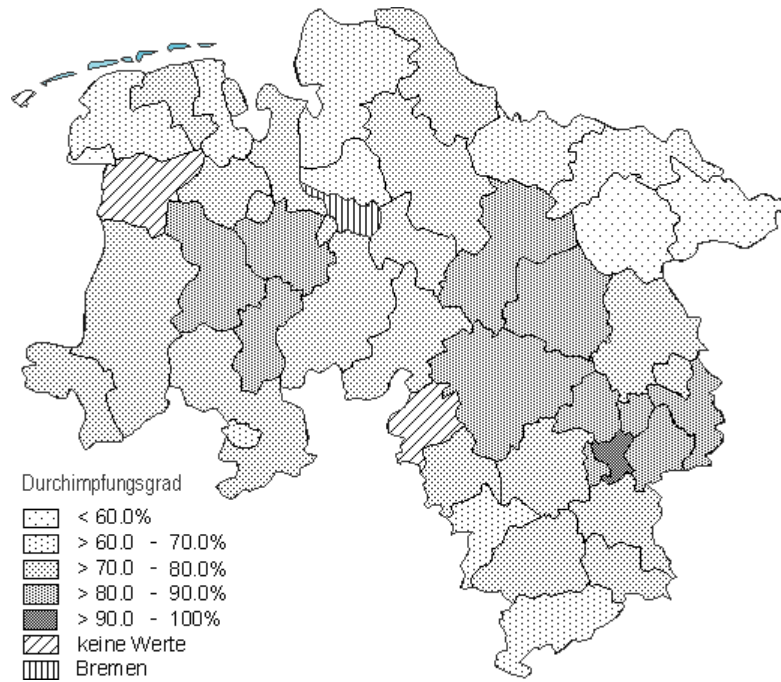 Durchimpfungsgrad
< 60.0%
> 60.0 - 70.0%
> 70.0 - 80.0%
> 80.0 - 90.0%
> 90.0 - 100%
keine Werte
Bremen